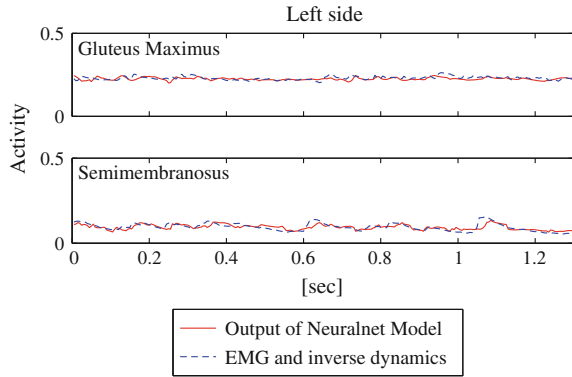 Left side
0.5
Gluteus Maximus
0
Activity
0.5
Semimembranosus
0
0 0.2 0.4 0.6 0.8 1 1.2
[sec]
Output of Neuralnet Model
EMG and inverse dynamics